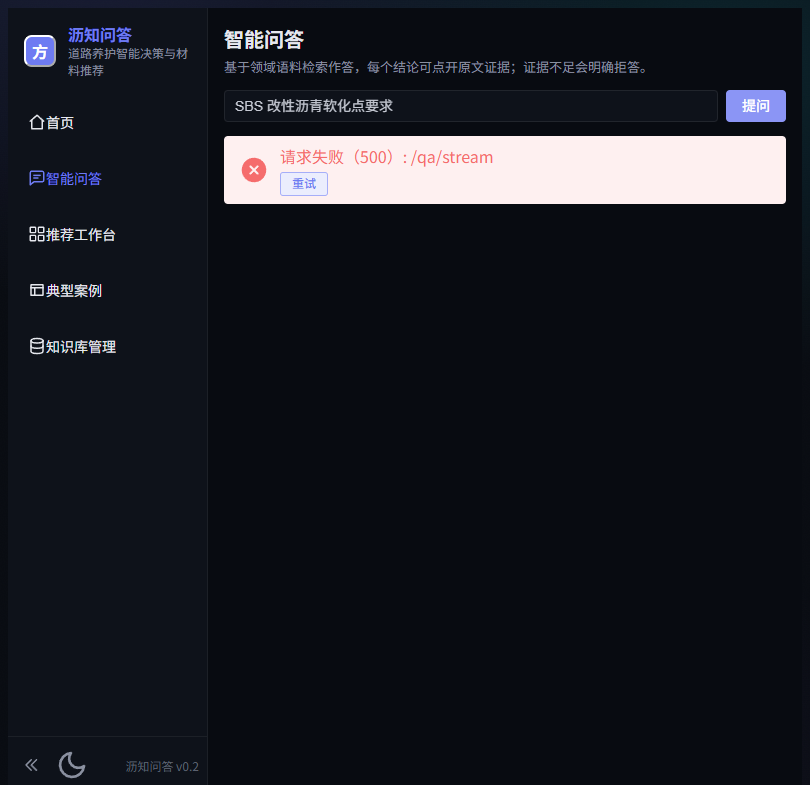 方
沥知问答
道路养护智能决策与材
料推荐
首页
智能问答
推荐工作台
典型案例
知识库管理
沥知问答 v0.2
智能问答
基于领域语料检索作答，每个结论可点开原文证据；证据不足会明确拒答。
SBS 改性沥青软化点要求
提问
请求失败（500）: /qa/stream
重试